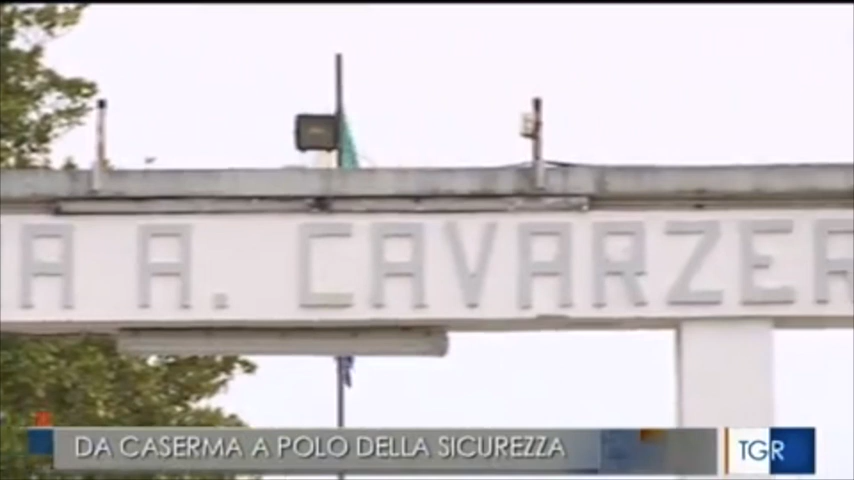 A A. CAVARZER
DA CASERMA A POLO DELLA SICUREZZA
TGR